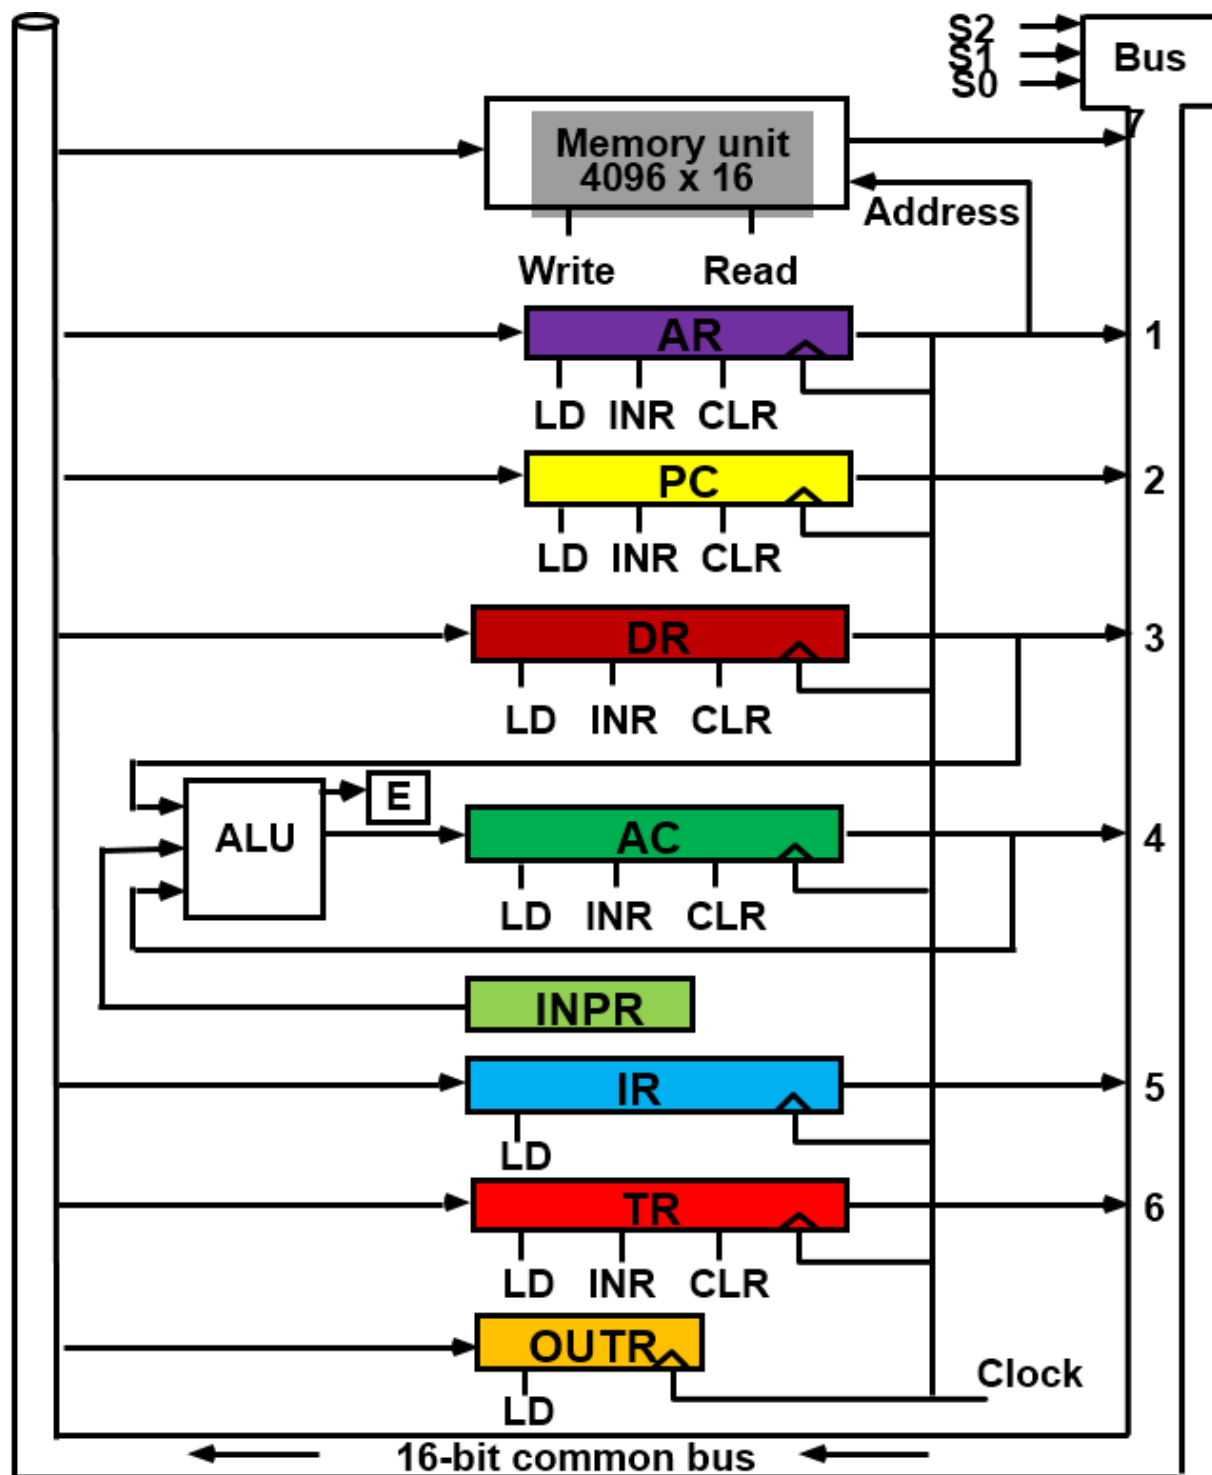 S2
S1
S0
Bus
7
Memory unit
4096 x 16
Address
Write Read
AR
1
LD INR CLR
PC
2
LD INR CLR
DR
3
LD INR CLR
E
ALU
AC
4
LD INR CLR
INPR
IR
5
LD
TR
6
LD INR CLR
OUTR
Clock
LD
16-bit common bus